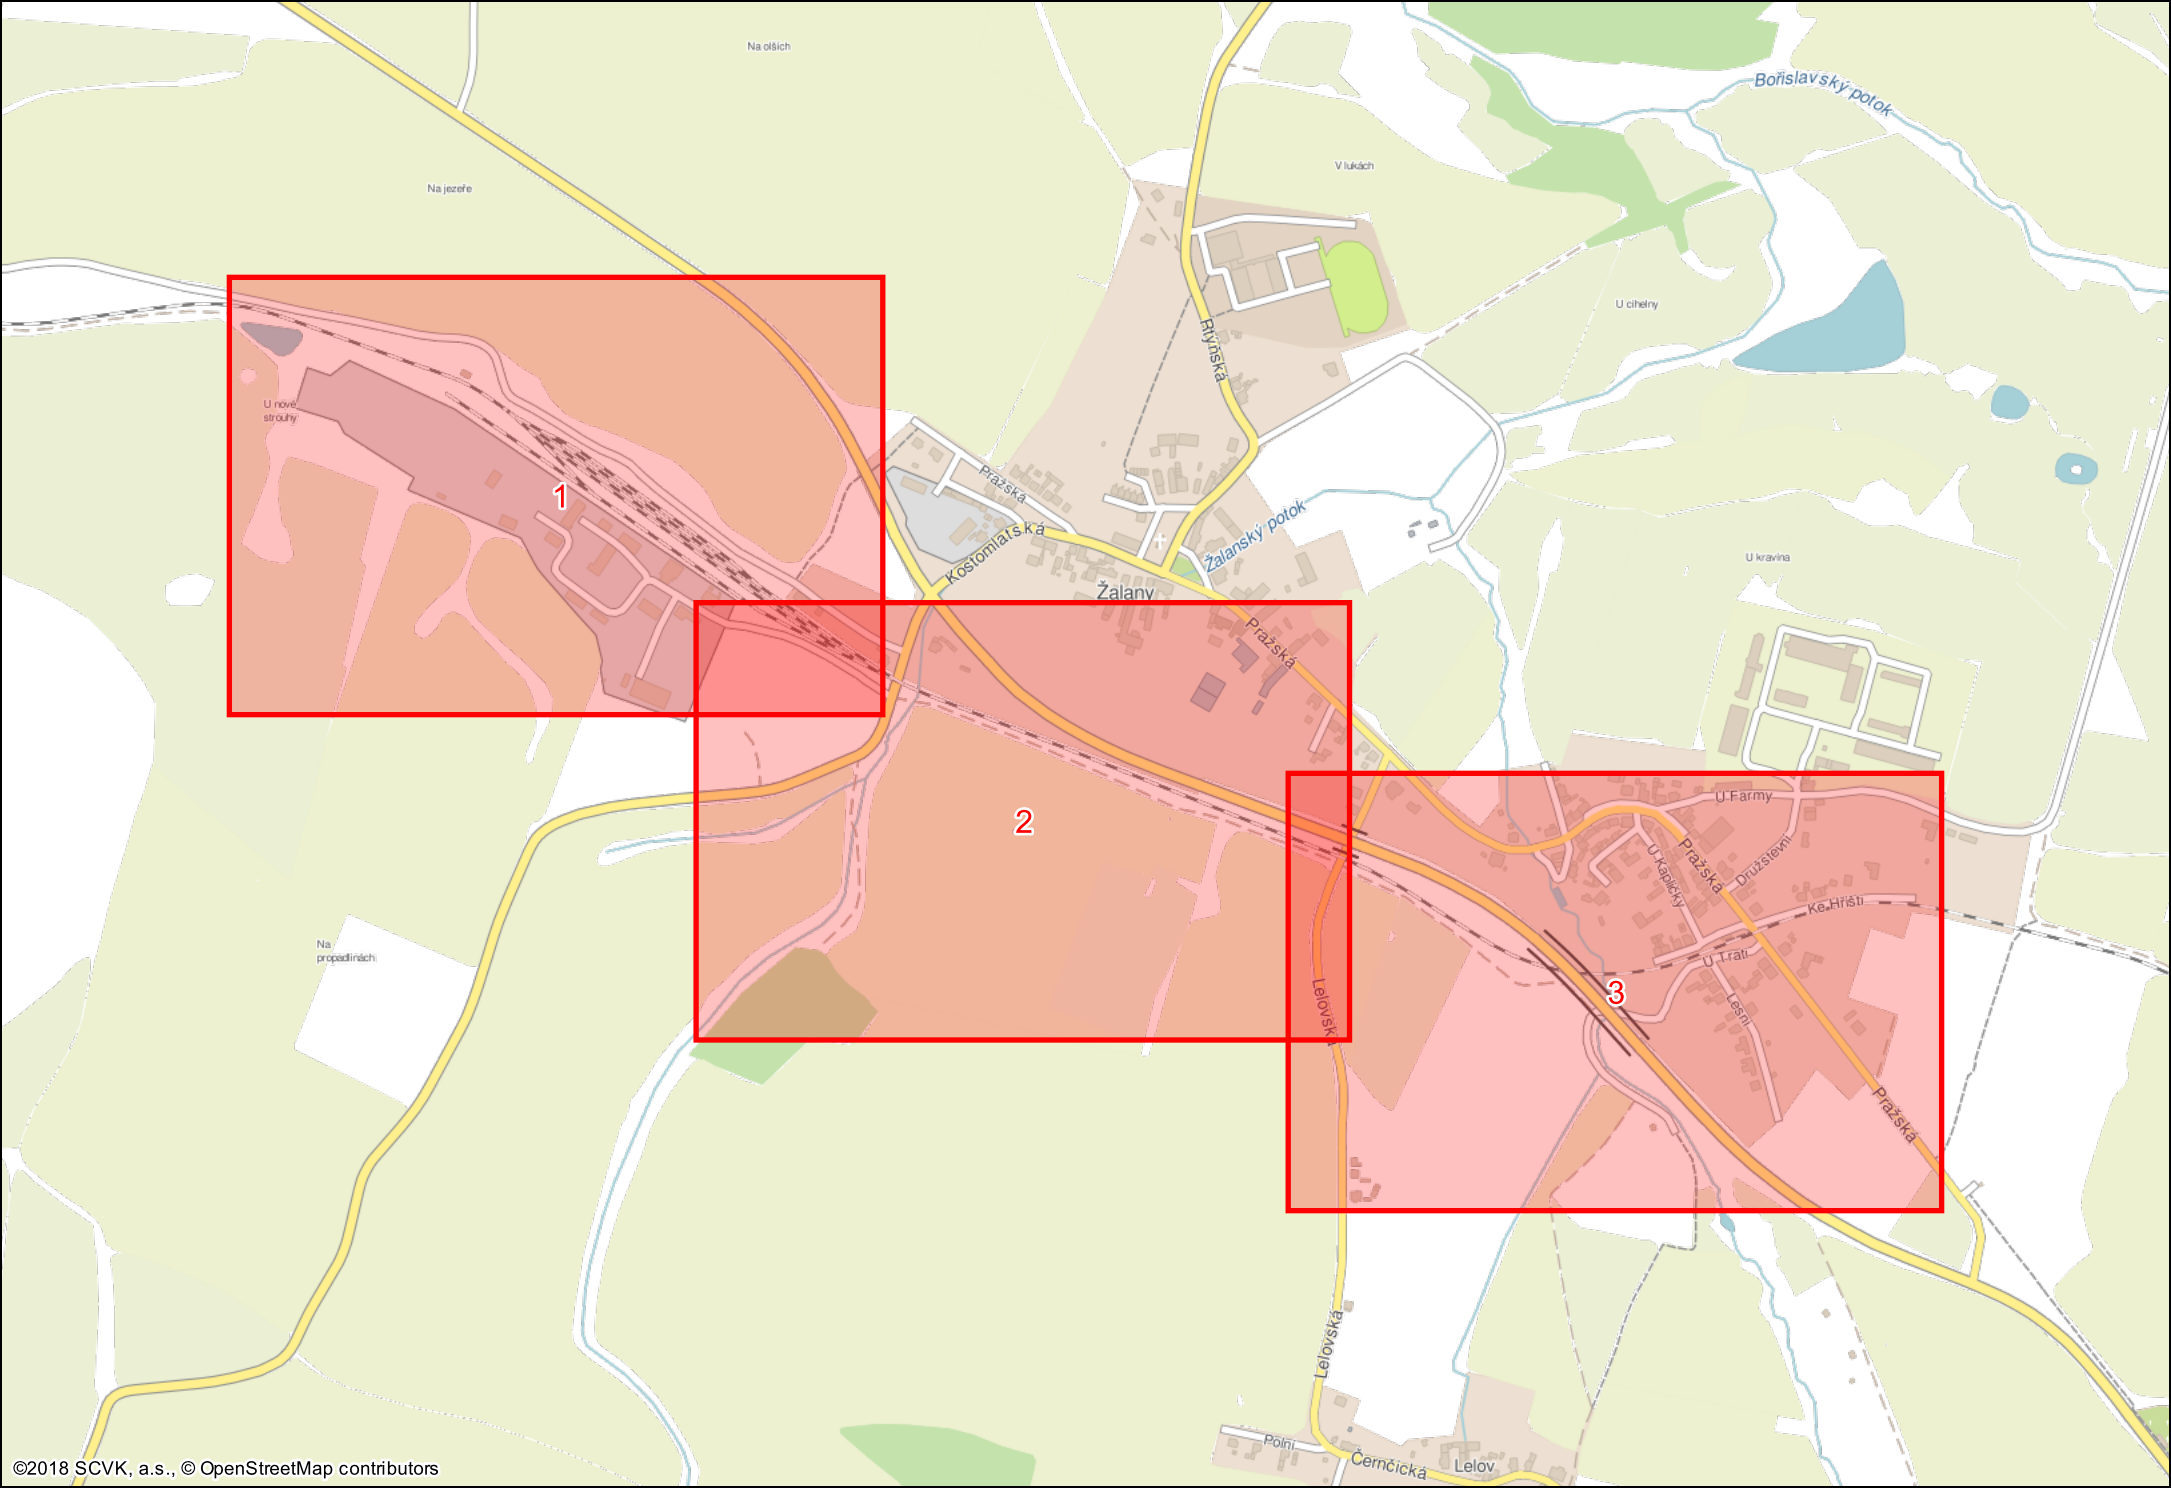 Na olších
Bořislavský potok
V lukách
Na jezeře
U cihelny
Rtyňská
U nové
strouhy
Pražská
1
Kostomlatská
Žalanský potok
U kravína
Žalany
Pražská
2
U Farmy
Pražská
Družstevní
U Kapličky
Ke Hřišti
Na
propadlinách
U Trati
3
Lelovská
Lesní
Pražská
Lelovská
Polní
Černčická
Lelov
©2018 SCVK, a.s., © OpenStreetMap contributors